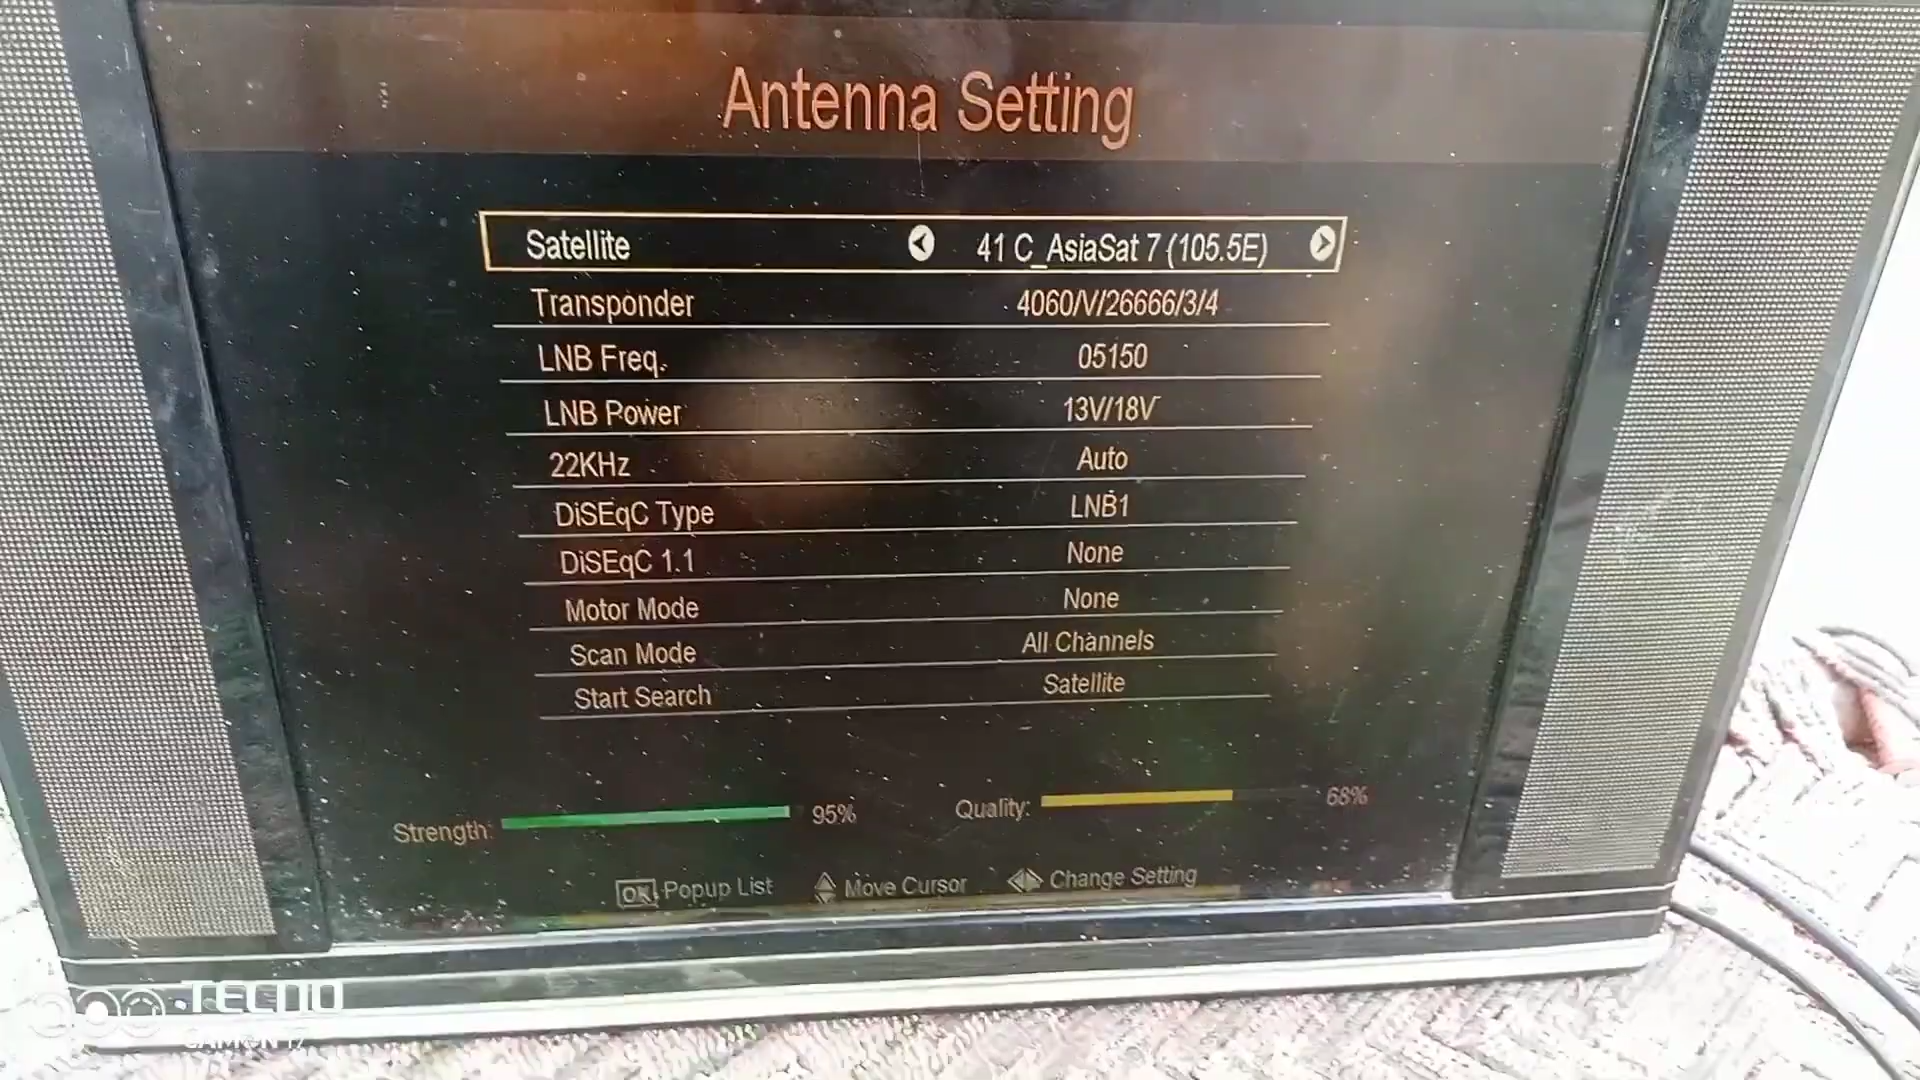 Antenna Setting
Satellite 41 C_AsiaSat 7 (105.5E)
Transponder 4060/V/26666/3/4
LNB Freq. 05150
LNB Power 13V/18V
22KHz Auto
DiSEqC Type LNB1
DiSEqC 1.1 None
Motor Mode None
Scan Mode All Channels
Start Search Satellite
Strength: 95% Quality: 68%
OK Popup List Move Cursor Change Setting
TECNO
CAMON 17